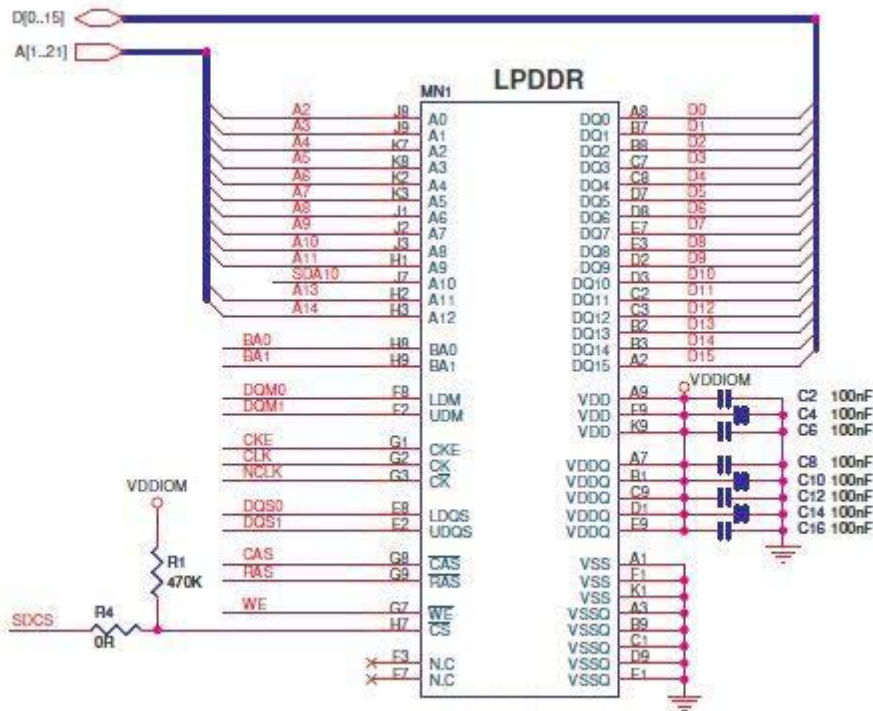 D[0..15]
A[1..21]
LPDDR
MN1
A2 J8 A0 DQ0 A8 D0
A3 J9 A1 DQ1 B7 D1
A4 K7 A2 DQ2 B8 D2
A5 K8 A3 DQ3 C7 D3
A6 K2 A4 DQ4 C8 D4
A7 K3 A5 DQ5 D7 D5
A8 J1 A6 DQ6 D8 D6
A9 J2 A7 DQ7 E7 D7
A10 J3 A8 DQ8 E3 D8
A11 H1 A9 DQ9 D2 D9
SDA10 J7 A10 DQ10 D3 D10
A13 H2 A11 DQ11 C2 D11
A14 H3 A12 DQ12 C3 D12
DQ13 B2 D13
BA0 H8 BA0 DQ14 B3 D14
BA1 H9 BA1 DQ15 A2 D15
VDDIOM
DQM0 F8 LDM VDD A9 C2 100nF
DQM1 F2 UDM VDD F9 C4 100nF
VDD K9 C6 100nF
CKE G1 CKE
CLK G2 CK VDDQ A7 C8 100nF
NCLK G3 CK VDDQ B1 C10 100nF
VDDIOM
VDDQ C9 C12 100nF
DQS0 E8 LDQS VDDQ D1 C14 100nF
DQS1 E2 UDQS VDDQ E9 C16 100nF
CAS G8 CAS VSS A1
RAS G9 RAS VSS F1
R1
470K
VSS K1
WE G7 WE VSSQ A3
SDCS R4 0R H7 CS VSSQ B9
VSSQ C1
F3 N.C VSSQ D9
F7 N.C VSSQ E1